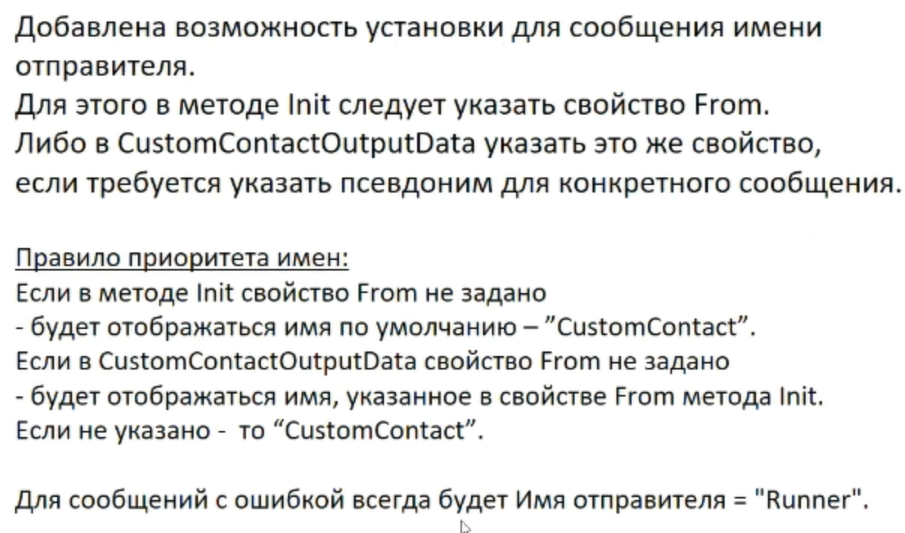 Добавлена возможность установки для сообщения имени
отправителя.
Для этого в методе Init следует указать свойство From.
Либо в CustomContactOutputData указать это же свойство,
если требуется указать псевдоним для конкретного сообщения.
Правило приоритета имен:
Если в методе Init свойство From не задано
- будет отображаться имя по умолчанию – ”CustomContact”.
Если в CustomContactOutputData свойство From не задано
- будет отображаться имя, указанное в свойстве From метода Init.
Если не указано -  то “CustomContact”.
Для сообщений с ошибкой всегда будет Имя отправителя = "Runner".